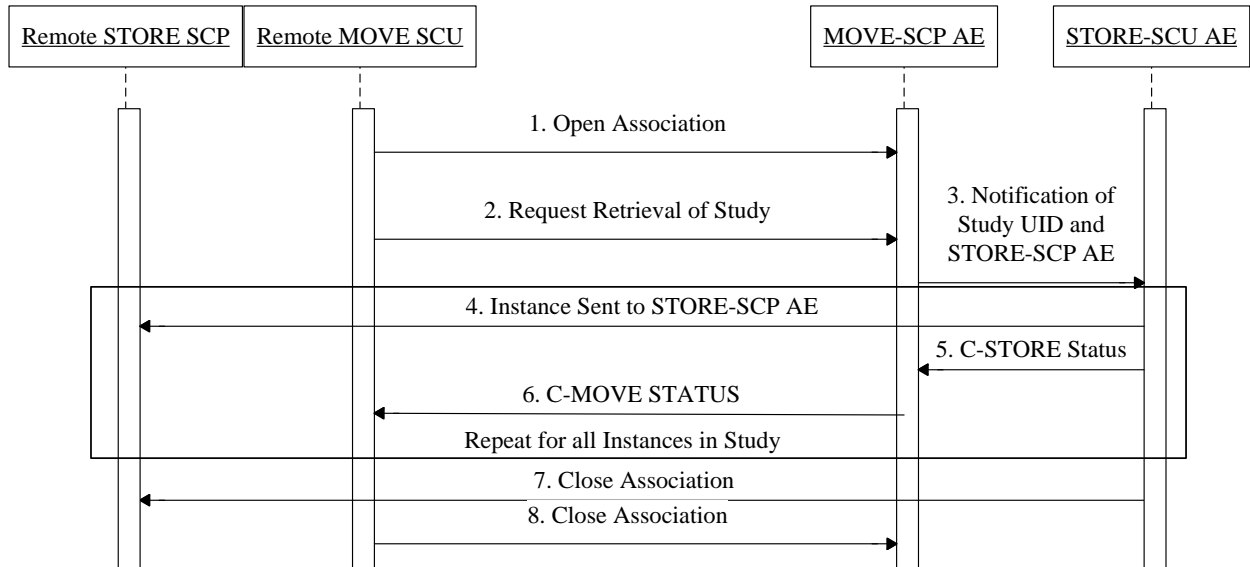 Remote STORE SCP
Remote MOVE SCU
MOVE-SCP AE
STORE-SCU AE
1. Open Association
2. Request Retrieval of Study
3. Notification of
Study UID and
STORE-SCP AE
4. Instance Sent to STORE-SCP AE
5. C-STORE Status
6. C-MOVE STATUS
Repeat for all Instances in Study
7. Close Association
8. Close Association